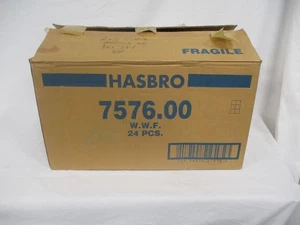 FRAGILE
HASBRO
7576.00
W.W.F.
24 PCS.